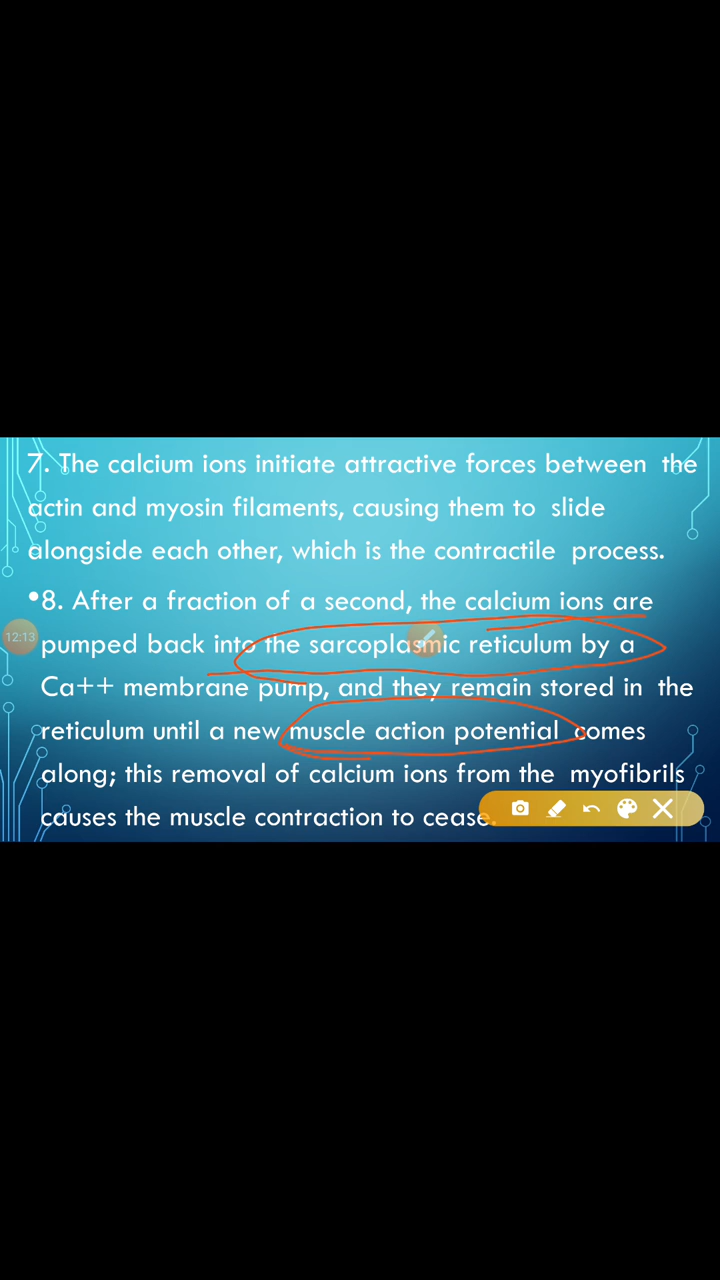 7. The calcium ions initiate attractive forces between the
actin and myosin filaments, causing them to slide
alongside each other, which is the contractile process.
•8. After a fraction of a second, the calcium ions are
12:13
pumped back into the sarcoplasmic reticulum by a
Ca++ membrane pump, and they remain stored in the
reticulum until a new muscle action potential comes
along; this removal of calcium ions from the myofibrils
causes the muscle contraction to cease.